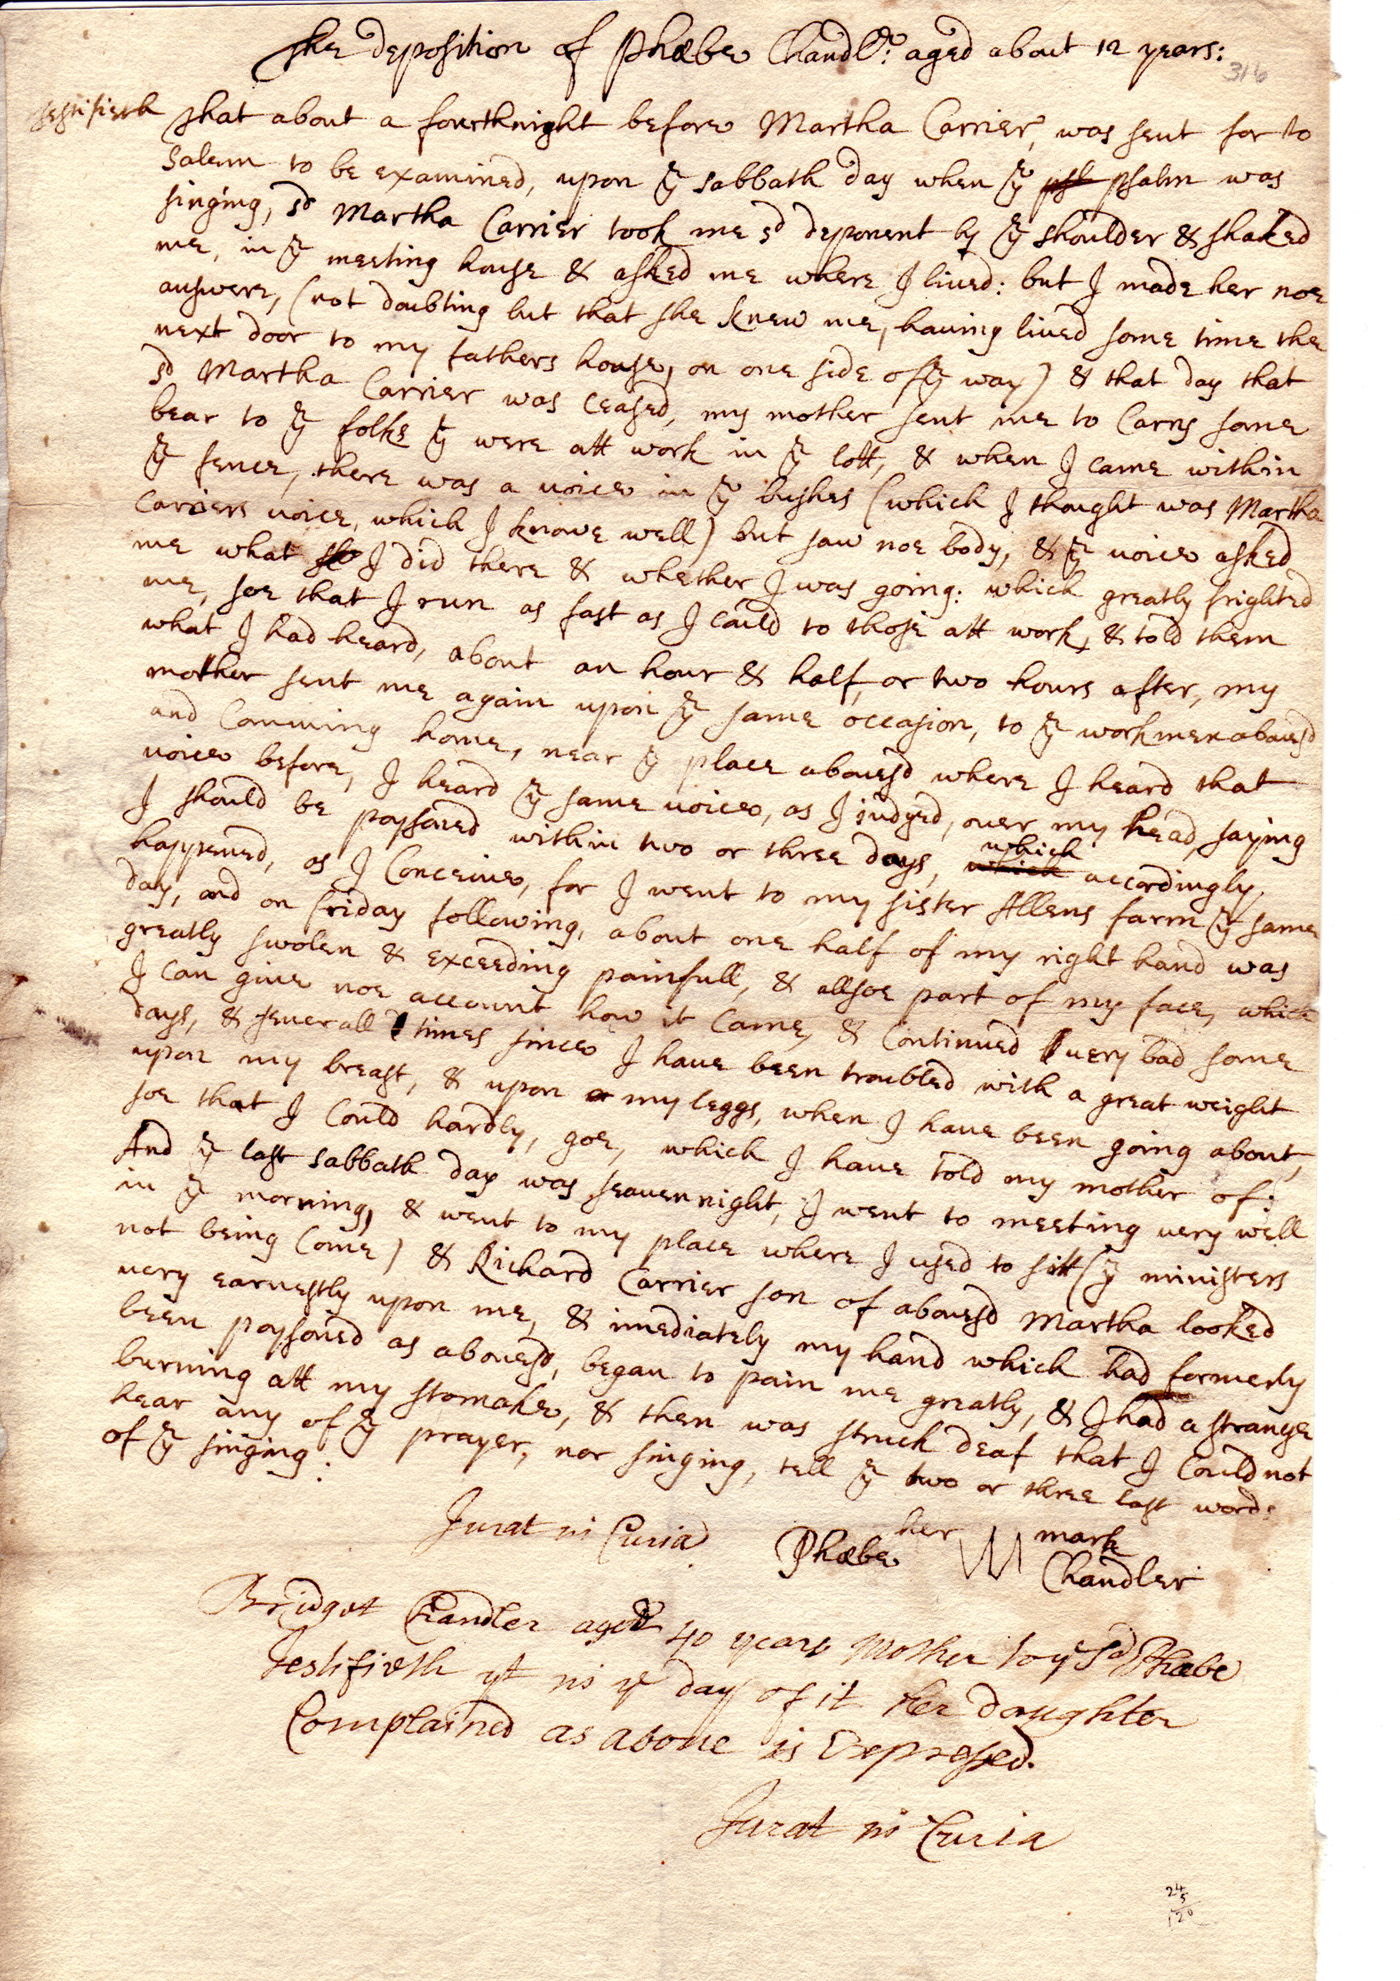 The deposition of Phœbe Chandlr: aged about 12 years:
316
Testifieth that about a fourthnight before Martha Carrier, was sent for to
Salem to be examined, upon ye Sabbath day when ye psl psalm was
singing, sd Martha Carrier took me sd deponent by ye shoulder & shaked
me, in ye meeting house & asked me where I lived: but I made her noe
answere, (not doubting but that she knew me, having lived some time the
next door to my fathers house, on one side of ye way) & that day that
sd Martha Carrier was ceased, my mother sent me to Carry some
bear to ye folks yt were att work in ye lott, & when I came within
ye fence, there was a voice in ye bushes (which I thought was Martha
Carriers voice, which I knowe well) but saw noe body, & ye voice asked
me what she I did there & whether I was going: which greatly frighted
me, soe that I run as fast as I could to those att work, & told them
what I had heard, about an hour & half, or two hours after, my
mother sent me again upon ye same occasion, to ye workmen abovesd
and Comming home, near ye place abovesd where I heard that
voice before, I heard ye same voice, as I judged, over my head, saying
I should be poysoned within two or three days, which which accordingly
happened, as I Conceive, for I went to my sister Allens farm ye same
day, and on friday following, about one half of my right hand was
greatly swolen & exceeding painfull, & allsoe part of my face, which
I can give noe account how it came, & Continued very bad some
days, & severall times since I have been troubled with a great weight
upon my breast, & upon my leggs, when I have been going about,
soe that I Could hardly, goe, which I have told my mother of:
And ye last sabbath day was seavennight, I went to meeting very well
in ye morning, & went to my place where I used to sitt (ye ministers
not being Come) & Richard Carrier son of abovesd Martha looked
very earnestly upon me, & imediately my hand which had formerly
been poysoned as abovesd, began to pain me greatly, & I had a strange
burning att my stomake, & then was struck deaf that I Could not
hear any of ye prayer, nor singing, till ye two or three last words
of ye singing:
Jurat in Curia Phœbe her mark Chandler
Bridget Chandler aged 40 years Mother to ye sd Phœbe
Testifieth yt in ye day of it her daughter
Complained as above is Expressed.
Jurat in Curia
24
5
120